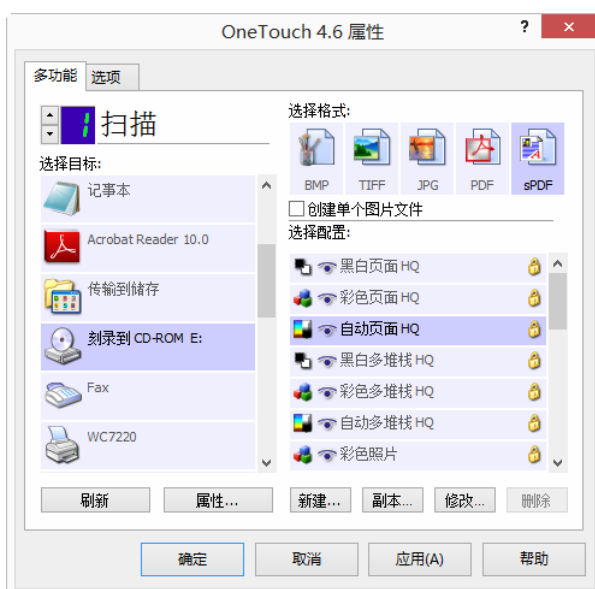 OneTouch 4.6 属性
?
×
多功能
选项
1
扫描
选择目标:
记事本
Acrobat Reader 10.0
传输到储存
刻录到 CD-ROM E:
Fax
WC7220
刷新
属性...
选择格式:
BMP
TIFF
JPG
PDF
sPDF
创建单个图片文件
选择配置:
黑白页面 HQ
彩色页面 HQ
自动页面 HQ
黑白多堆栈 HQ
彩色多堆栈 HQ
自动多堆栈 HQ
彩色照片
新建...
副本...
修改...
删除
确定
取消
应用(A)
帮助